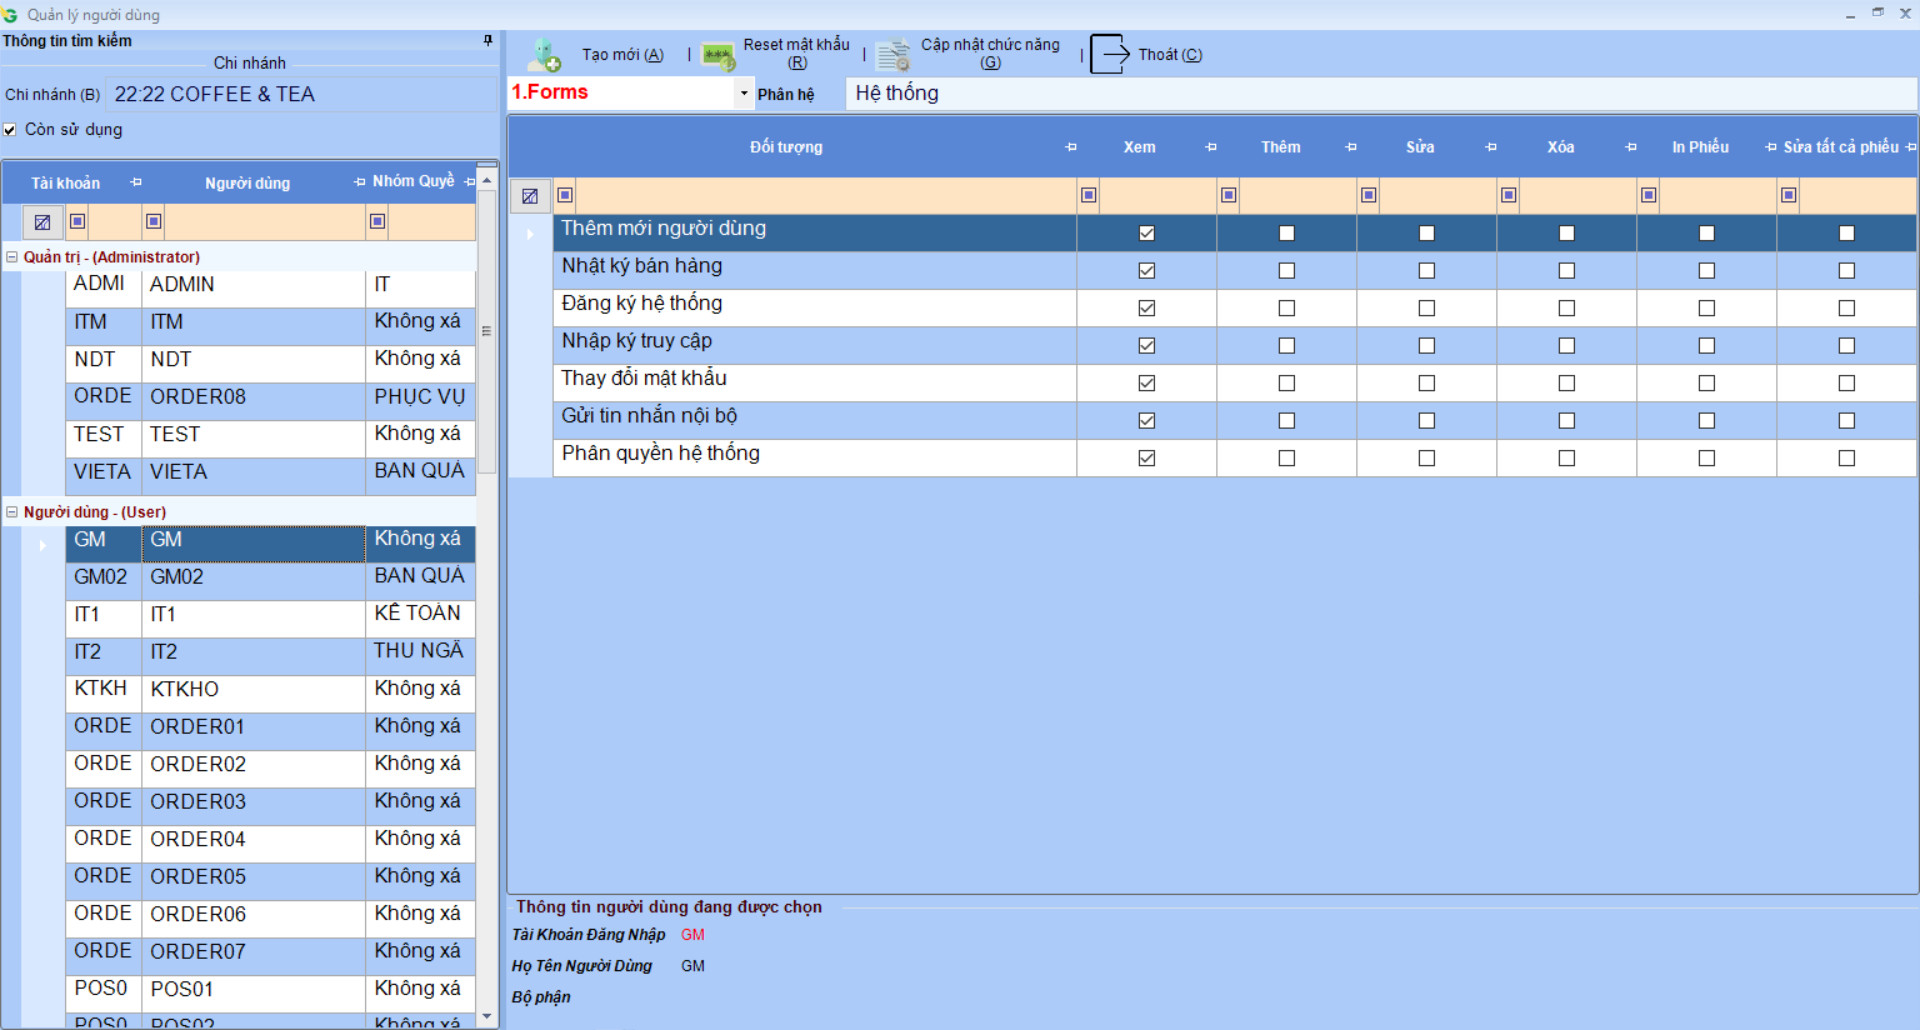 Quản lý người dùng
Thông tin tìm kiếm
Chi nhánh
Chi nhánh (B) 22:22 COFFEE & TEA
Còn sử dụng
Tài khoản Người dùng Nhóm Quyề
Quản trị - (Administrator)
ADMI ADMIN IT
ITM ITM Không xá
NDT NDT Không xá
ORDE ORDER08 PHỤC VỤ
TEST TEST Không xá
VIETA VIETA BAN QUẢ
Người dùng - (User)
GM GM Không xá
GM02 GM02 BAN QUẢ
IT1 IT1 KẾ TOÁN
IT2 IT2 THU NGÂ
KTKH KTKHO Không xá
ORDE ORDER01 Không xá
ORDE ORDER02 Không xá
ORDE ORDER03 Không xá
ORDE ORDER04 Không xá
ORDE ORDER05 Không xá
ORDE ORDER06 Không xá
ORDE ORDER07 Không xá
POS0 POS01 Không xá
POS0 POS02 Không xá
Tạo mới (A) | Reset mật khẩu (R) | Cập nhật chức năng (G) | Thoát (C)
1.Forms Phân hệ Hệ thống
Đối tượng Xem Thêm Sửa Xóa In Phiếu Sửa tất cả phiếu
Thêm mới người dùng
Nhật ký bán hàng
Đăng ký hệ thống
Nhập ký truy cập
Thay đổi mật khẩu
Gửi tin nhắn nội bộ
Phân quyền hệ thống
Thông tin người dùng đang được chọn
Tài Khoản Đăng Nhập GM
Họ Tên Người Dùng GM
Bộ phận